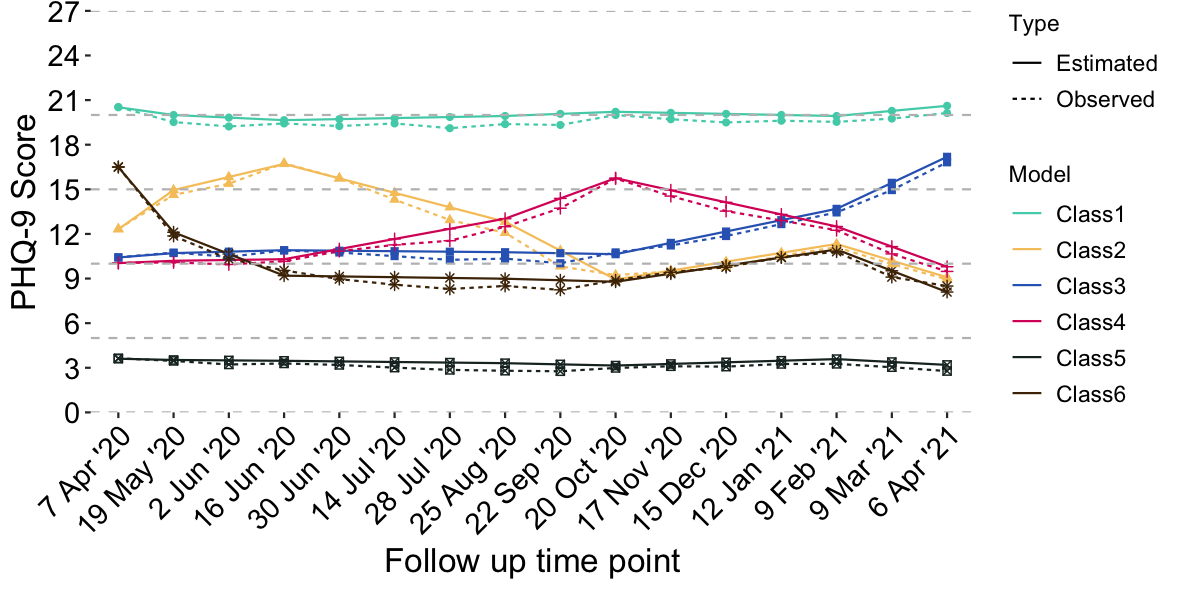 PHQ-9 Score
27
24
21
18
15
12
9
6
3
0
7 Apr '20
19 May '20
2 Jun '20
16 Jun '20
30 Jun '20
14 Jul '20
28 Jul '20
25 Aug '20
22 Sep '20
20 Oct '20
17 Nov '20
15 Dec '20
12 Jan '21
9 Feb '21
9 Mar '21
6 Apr '21
Follow up time point
Type
Estimated
Observed
Model
Class1
Class2
Class3
Class4
Class5
Class6